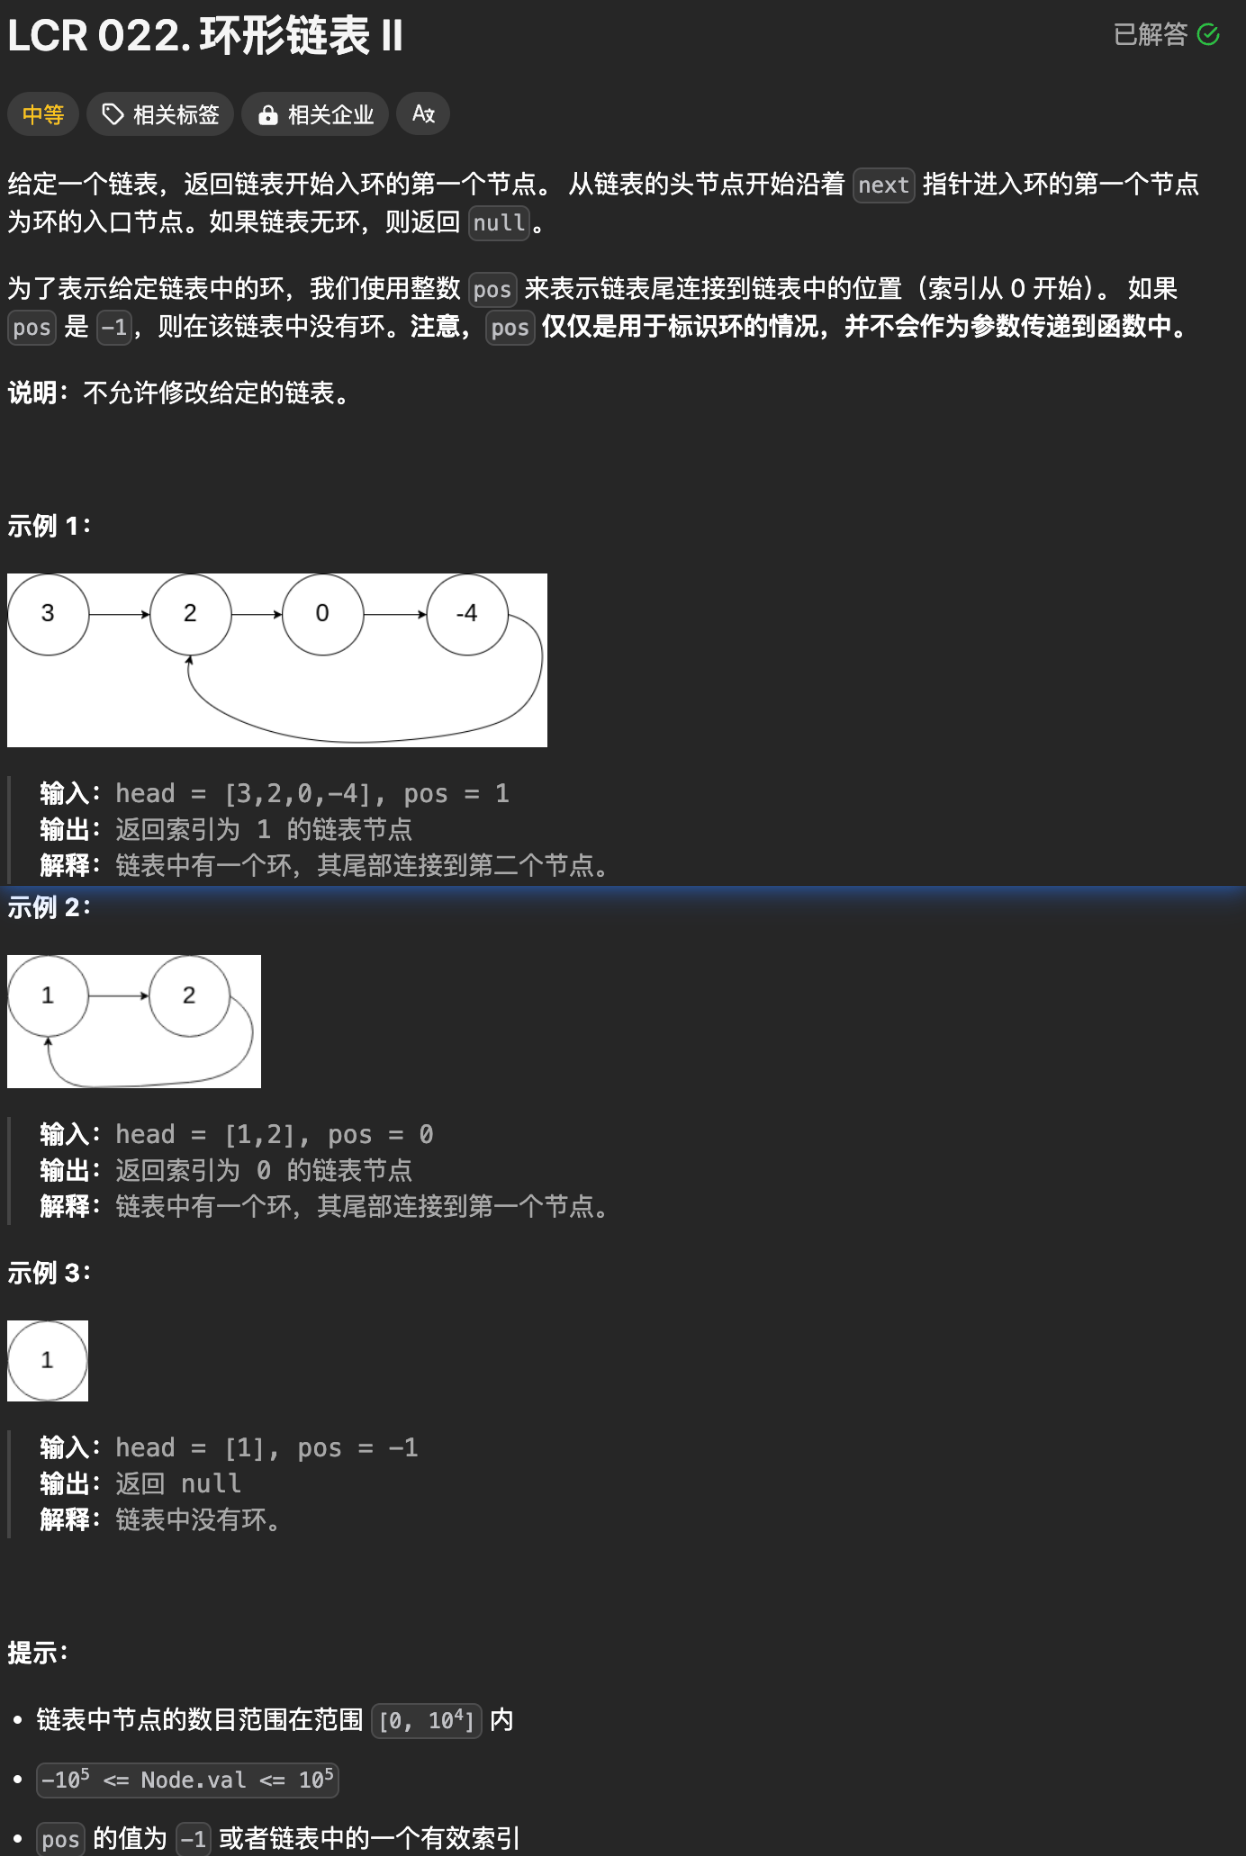 LCR 022. 环形链表 II
已解答
中等
相关标签
相关企业
给定一个链表，返回链表开始入环的第一个节点。 从链表的头节点开始沿着 next 指针进入环的第一个节点
为环的入口节点。如果链表无环，则返回 null。
为了表示给定链表中的环，我们使用整数 pos 来表示链表尾连接到链表中的位置（索引从 0 开始）。 如果
pos 是 -1，则在该链表中没有环。注意，pos 仅仅是用于标识环的情况，并不会作为参数传递到函数中。
说明：不允许修改给定的链表。
示例 1：
3 2 0 -4
输入：head = [3,2,0,-4], pos = 1
输出：返回索引为 1 的链表节点
解释：链表中有一个环，其尾部连接到第二个节点。
示例 2：
1 2
输入：head = [1,2], pos = 0
输出：返回索引为 0 的链表节点
解释：链表中有一个环，其尾部连接到第一个节点。
示例 3：
1
输入：head = [1], pos = -1
输出：返回 null
解释：链表中没有环。
提示：
• 链表中节点的数目范围在范围 [0, 10⁴] 内
• -10⁵ <= Node.val <= 10⁵
• pos 的值为 -1 或者链表中的一个有效索引